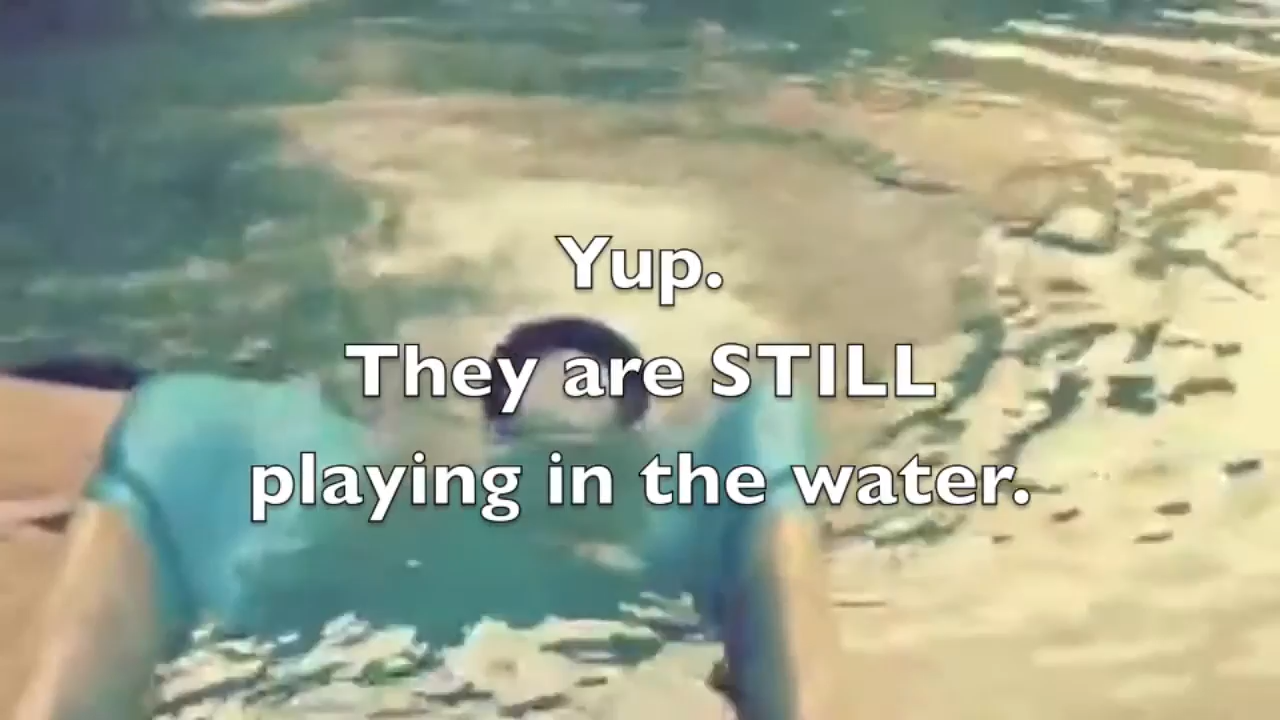 Yup.
They are STILL
playing in the water.